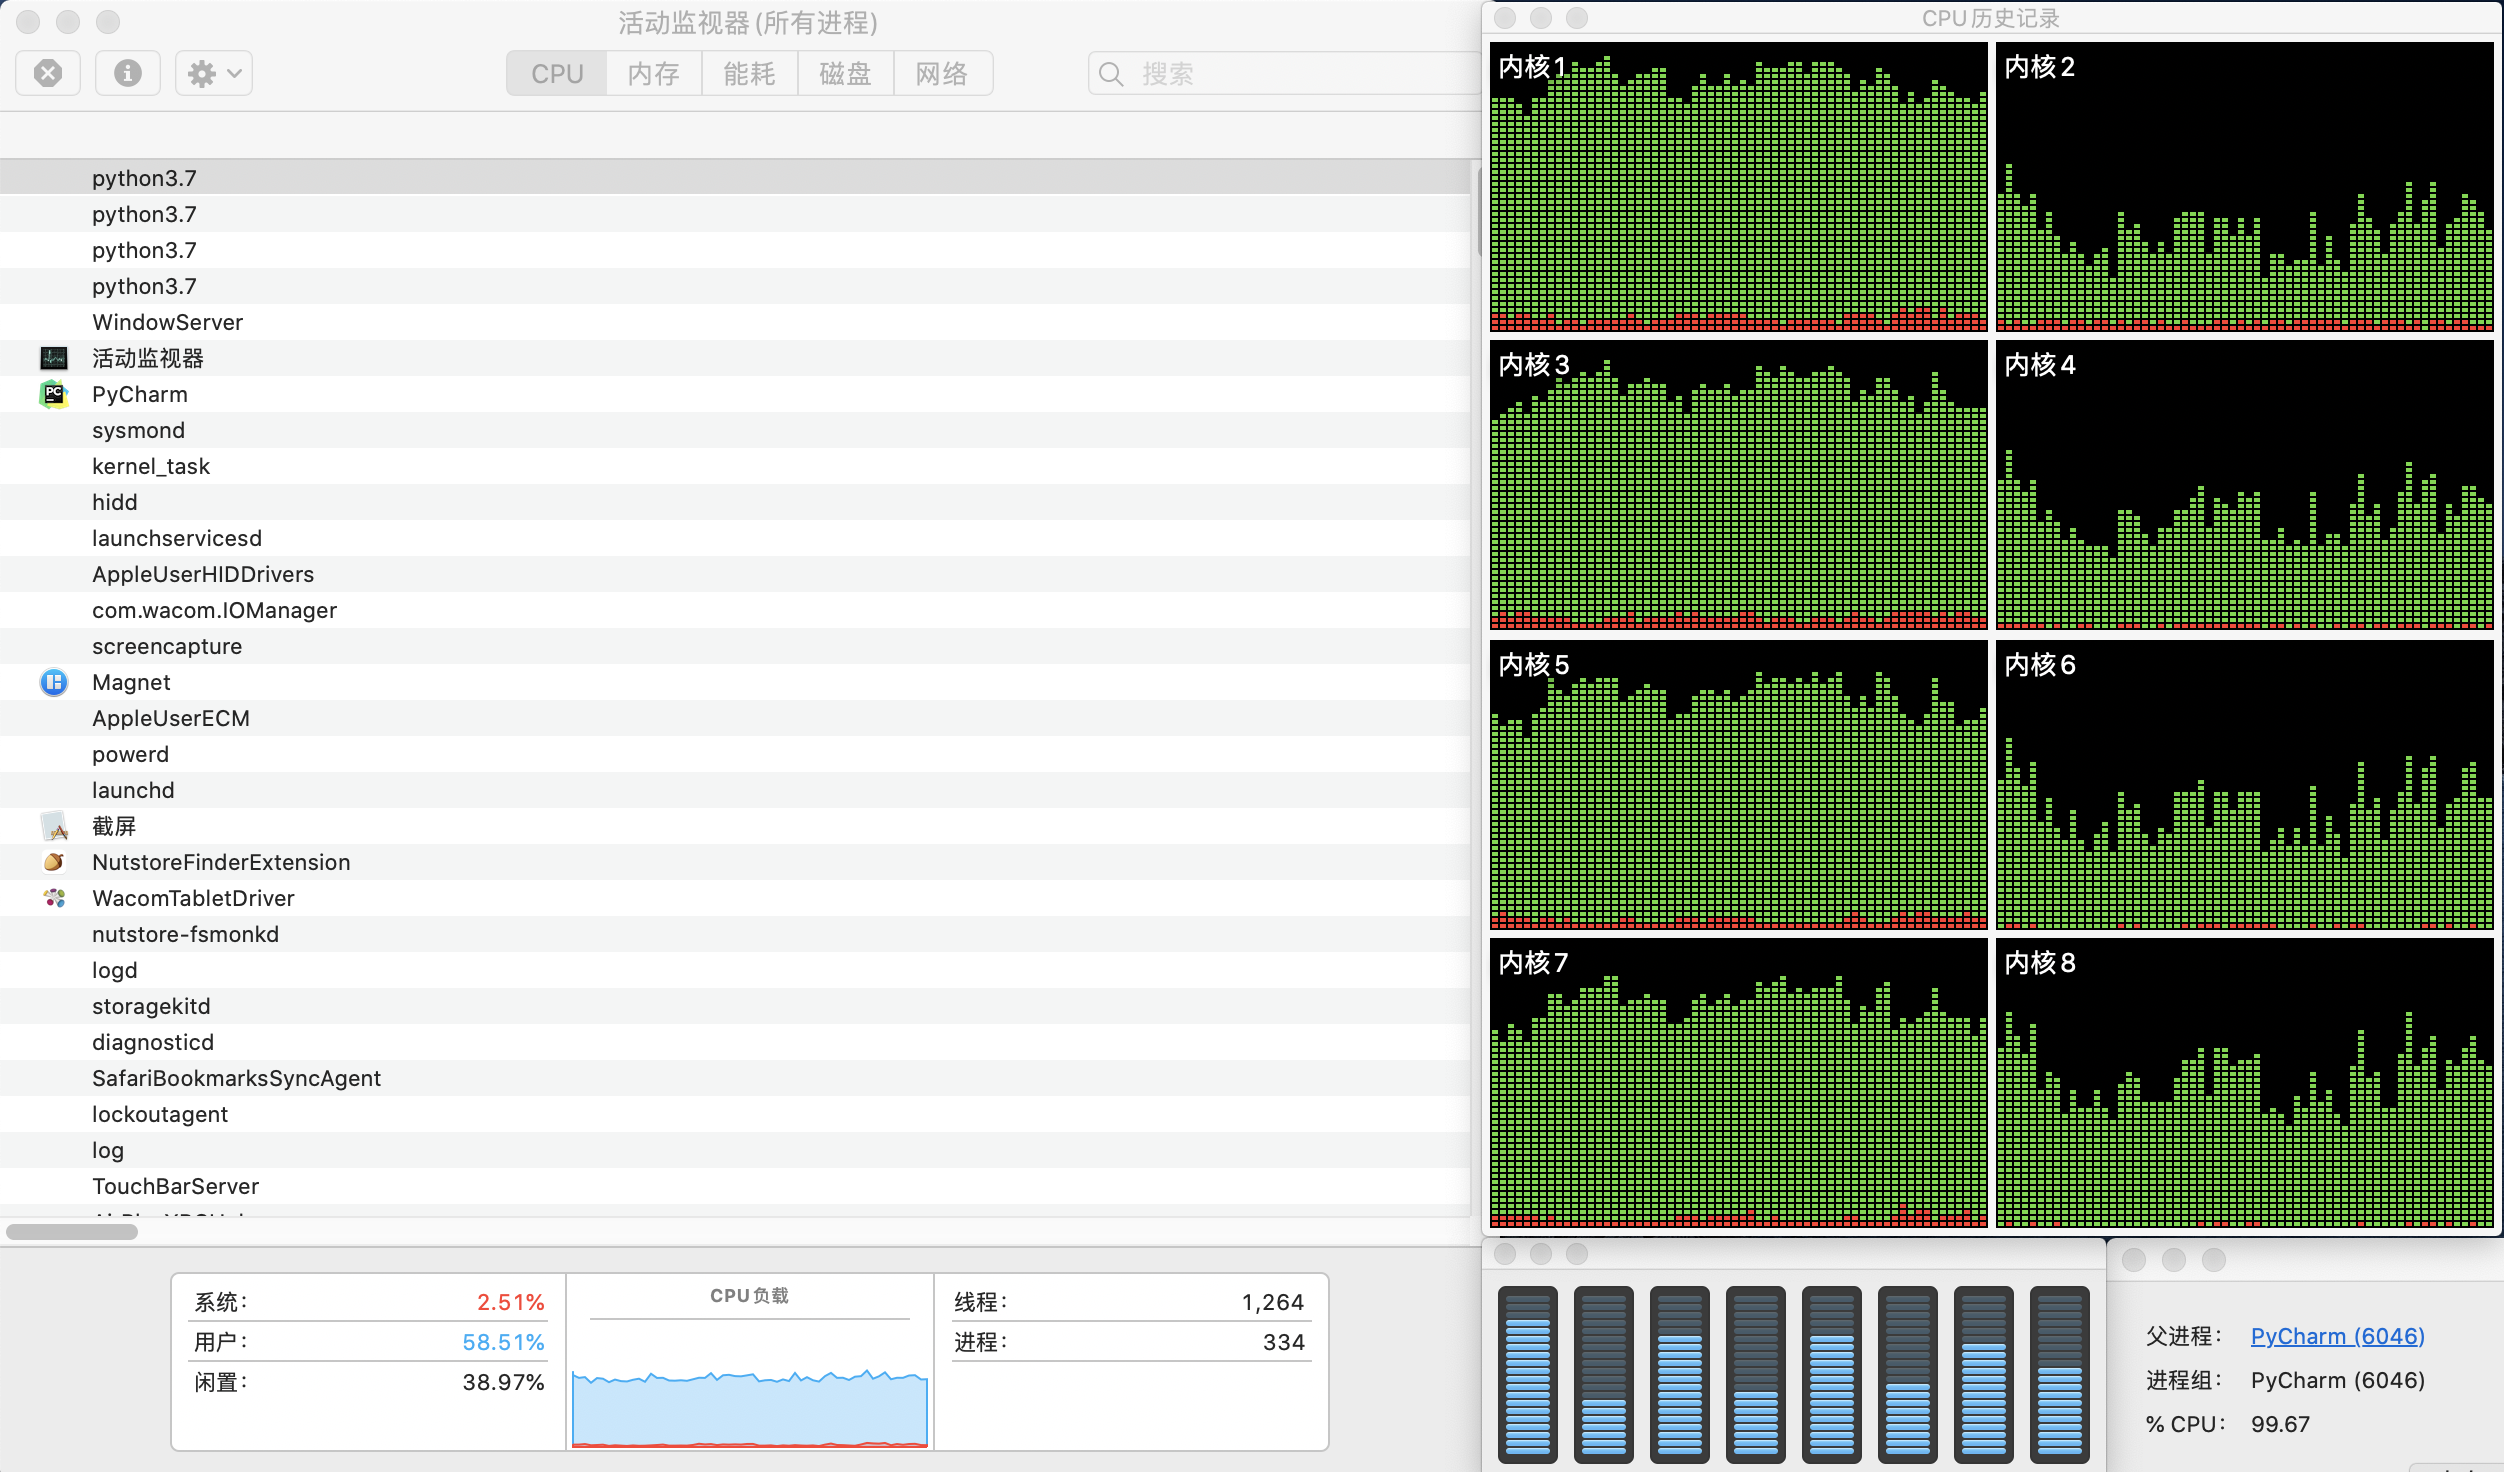 活动监视器 (所有进程)
CPU 内存 能耗 磁盘 网络
搜索
python3.7
python3.7
python3.7
python3.7
WindowServer
活动监视器
PyCharm
sysmond
kernel_task
hidd
launchservicesd
AppleUserHIDDrivers
com.wacom.IOManager
screencapture
Magnet
AppleUserECM
powerd
launchd
截屏
NutstoreFinderExtension
WacomTabletDriver
nutstore-fsmonkd
logd
storagekitd
diagnosticd
SafariBookmarksSyncAgent
lockoutagent
log
TouchBarServer
系统: 2.51%
用户: 58.51%
闲置: 38.97%
CPU负载
线程: 1,264
进程: 334
CPU 历史记录
内核1
内核2
内核3
内核4
内核5
内核6
内核7
内核8
父进程: PyCharm (6046)
进程组: PyCharm (6046)
% CPU: 99.67